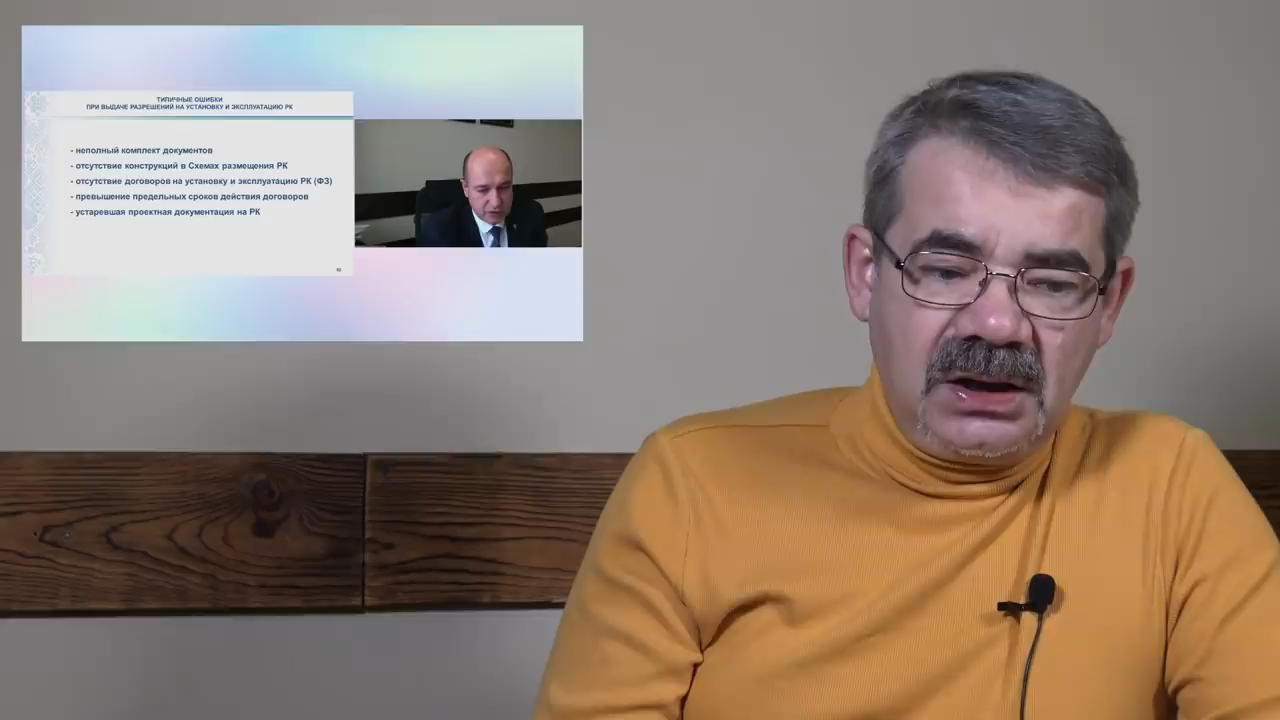 ТИПИЧНЫЕ ОШИБКИ
ПРИ ВЫДАЧЕ РАЗРЕШЕНИЙ НА УСТАНОВКУ И ЭКСПЛУАТАЦИЮ РК
- неполный комплект документов
- отсутствие конструкций в Схемах размещения РК
- отсутствие договоров на установку и эксплуатацию РК (ФЗ)
- превышение предельных сроков действия договоров
- устаревшая проектная документация на РК